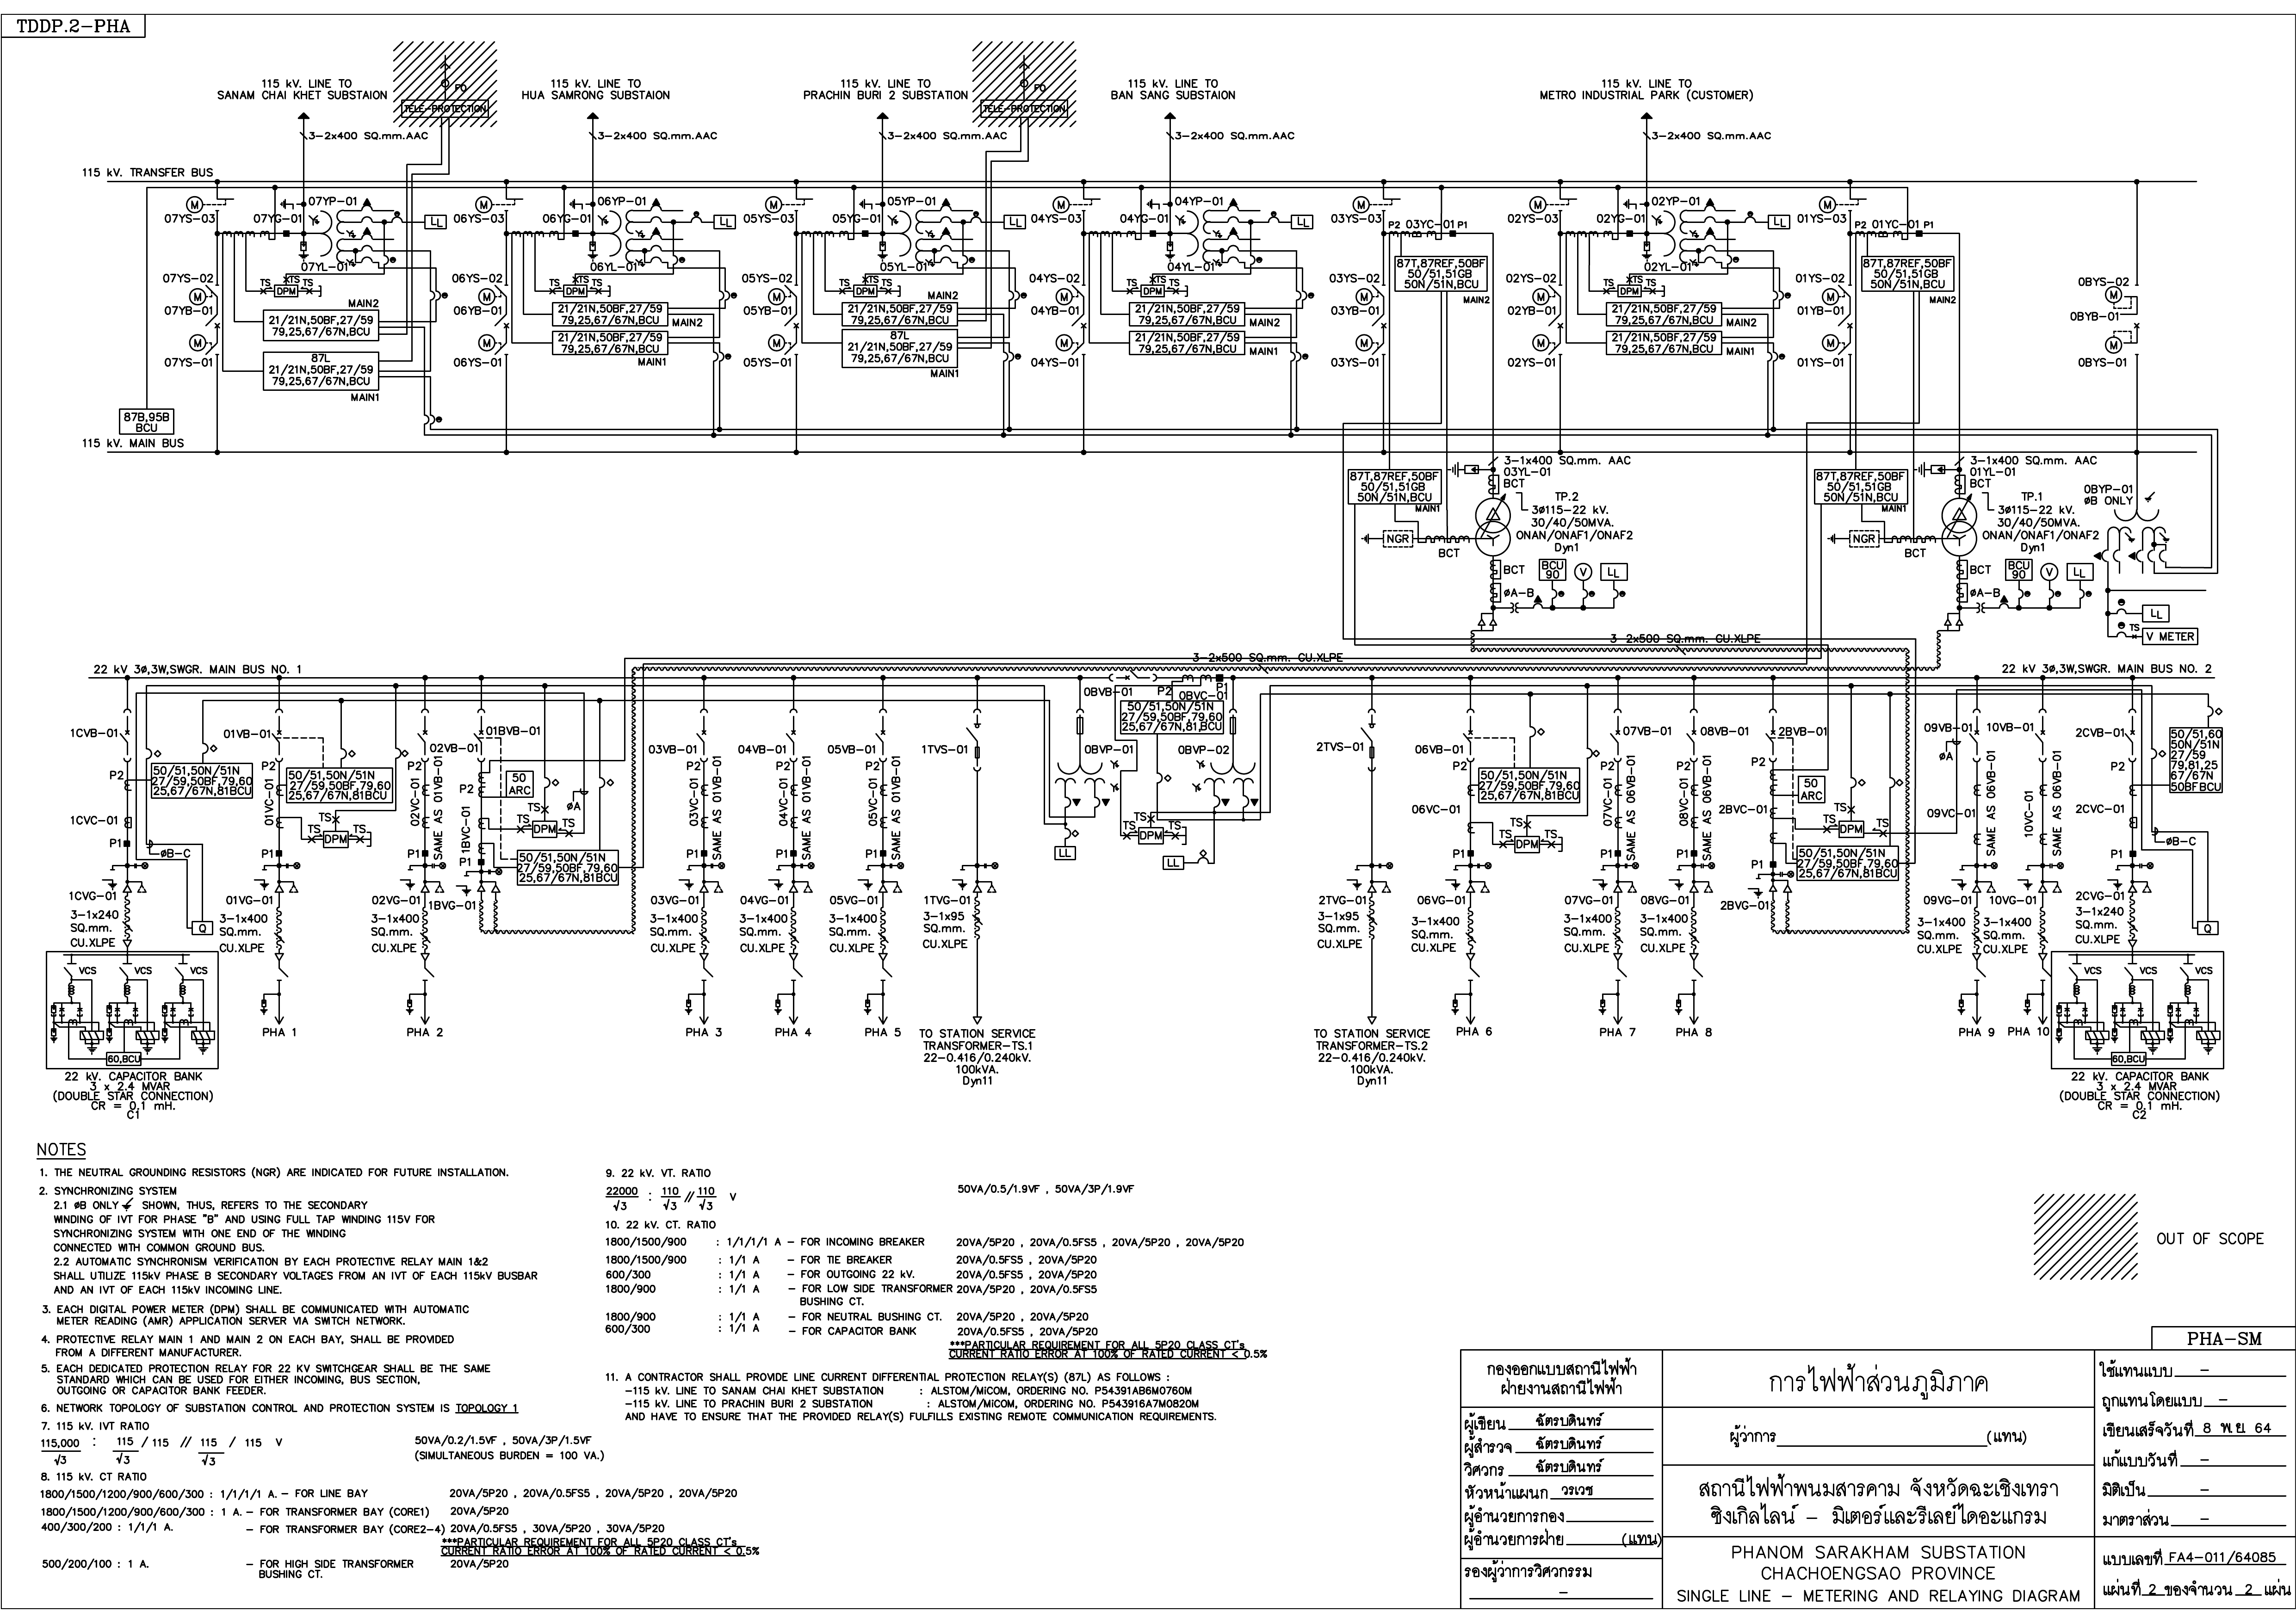 TDDP.2-PHA
115 kV. LINE TO
SANAM CHAI KHET SUBSTAION
FO
TELE-PROTECTION
115 kV. LINE TO
HUA SAMRONG SUBSTAION
115 kV. LINE TO
PRACHIN BURI 2 SUBSTATION
FO
TELE-PROTECTION
115 kV. LINE TO
BAN SANG SUBSTAION
115 kV. LINE TO
METRO INDUSTRIAL PARK (CUSTOMER)
3-2x400 SQ.mm.AAC
3-2x400 SQ.mm.AAC
3-2x400 SQ.mm.AAC
3-2x400 SQ.mm.AAC
3-2x400 SQ.mm.AAC
115 kV. TRANSFER BUS
07YS-03
07YG-01
07YP-01
LL
07YL-01
07YS-02
07YB-01
07YS-01
TS
TS
TS
DPM
MAIN2
21/21N,50BF,27/59
79,25,67/67N,BCU
87L
21/21N,50BF,27/59
79,25,67/67N,BCU
MAIN1
06YS-03
06YG-01
06YP-01
LL
06YL-01
06YS-02
06YB-01
06YS-01
TS
TS
TS
DPM
21/21N,50BF,27/59
79,25,67/67N,BCU
MAIN2
21/21N,50BF,27/59
79,25,67/67N,BCU
MAIN1
05YS-03
05YG-01
05YP-01
LL
05YL-01
05YS-02
05YB-01
05YS-01
TS
TS
TS
DPM
MAIN2
21/21N,50BF,27/59
79,25,67/67N,BCU
87L
21/21N,50BF,27/59
79,25,67/67N,BCU
MAIN1
04YS-03
04YG-01
04YP-01
LL
04YL-01
04YS-02
04YB-01
04YS-01
TS
TS
TS
DPM
21/21N,50BF,27/59
79,25,67/67N,BCU
MAIN2
21/21N,50BF,27/59
79,25,67/67N,BCU
MAIN1
03YS-03
P2 03YC-01 P1
03YS-02
03YB-01
03YS-01
87T,87REF,50BF
50/51,51GB
50N/51N,BCU
MAIN2
02YS-03
02YG-01
02YP-01
LL
02YL-01
02YS-02
02YB-01
02YS-01
TS
TS
TS
DPM
21/21N,50BF,27/59
79,25,67/67N,BCU
MAIN2
21/21N,50BF,27/59
79,25,67/67N,BCU
MAIN1
01YS-03
P2 01YC-01 P1
01YS-02
01YB-01
01YS-01
87T,87REF,50BF
50/51,51GB
50N/51N,BCU
MAIN2
0BYS-02
0BYB-01
0BYS-01
87B,95B
BCU
115 kV. MAIN BUS
87T,87REF,50BF
50/51,51GB
50N/51N,BCU
MAIN1
3-1x400 SQ.mm. AAC
03YL-01
BCT
TP.2
3ø115-22 kV.
30/40/50MVA.
ONAN/ONAF1/ONAF2
Dyn1
NGR
BCT
BCT
BCU
90
V
LL
øA-B
87T,87REF,50BF
50/51,51GB
50N/51N,BCU
MAIN1
3-1x400 SQ.mm. AAC
01YL-01
BCT
TP.1
3ø115-22 kV.
30/40/50MVA.
ONAN/ONAF1/ONAF2
Dyn1
NGR
BCT
BCT
BCU
90
V
LL
øA-B
0BYP-01
øB ONLY
LL
TS
V METER
3-2x500 SQ.mm. CU.XLPE
3-2x500 SQ.mm. CU.XLPE
22 kV 3ø,3W,SWGR. MAIN BUS NO. 1
22 kV 3ø,3W,SWGR. MAIN BUS NO. 2
1CVB-01
P2
1CVC-01
P1
øB-C
1CVG-01
3-1x240
SQ.mm.
CU.XLPE
Q
50/51,50N/51N
27/59,50BF,79,60
25,67/67N,81BCU
01VB-01
P2
01VC-01
P1
50/51,50N/51N
27/59,50BF,79,60
25,67/67N,81BCU
TS
TS
TS
DPM
01VG-01
3-1x400
SQ.mm.
CU.XLPE
PHA 1
02VB-01
P2
02VC-01
SAME AS 01VB-01
P1
02VG-01
3-1x400
SQ.mm.
CU.XLPE
PHA 2
01BVB-01
P2
1BVC-01
P1
1BVG-01
50
ARC
øA
TS
TS
TS
DPM
50/51,50N/51N
27/59,50BF,79,60
25,67/67N,81BCU
03VB-01
P2
03VC-01
SAME AS 01VB-01
P1
03VG-01
3-1x400
SQ.mm.
CU.XLPE
PHA 3
04VB-01
P2
04VC-01
SAME AS 01VB-01
P1
04VG-01
3-1x400
SQ.mm.
CU.XLPE
PHA 4
05VB-01
P2
05VC-01
SAME AS 01VB-01
P1
05VG-01
3-1x400
SQ.mm.
CU.XLPE
PHA 5
1TVS-01
1TVG-01
3-1x95
SQ.mm.
CU.XLPE
TO STATION SERVICE
TRANSFORMER-TS.1
22-0.416/0.240kV.
100kVA.
Dyn11
0BVB-01
P2
P1
0BVC-01
50/51,50N/51N
27/59,50BF,79,60
25,67/67N,81BCU
0BVP-01
0BVP-02
TS
TS
TS
DPM
LL
LL
2TVS-01
2TVG-01
3-1x95
SQ.mm.
CU.XLPE
TO STATION SERVICE
TRANSFORMER-TS.2
22-0.416/0.240kV.
100kVA.
Dyn11
06VB-01
P2
06VC-01
P1
50/51,50N/51N
27/59,50BF,79,60
25,67/67N,81BCU
TS
TS
TS
DPM
06VG-01
3-1x400
SQ.mm.
CU.XLPE
PHA 6
07VB-01
P2
07VC-01
SAME AS 06VB-01
P1
07VG-01
3-1x400
SQ.mm.
CU.XLPE
PHA 7
08VB-01
P2
08VC-01
SAME AS 06VB-01
P1
08VG-01
3-1x400
SQ.mm.
CU.XLPE
PHA 8
2BVB-01
P2
2BVC-01
P1
2BVG-01
50
ARC
TS
TS
TS
DPM
50/51,50N/51N
27/59,50BF,79,60
25,67/67N,81BCU
09VB-01
øA
P2
09VC-01
SAME AS 06VB-01
P1
09VG-01
3-1x400
SQ.mm.
CU.XLPE
PHA 9
10VB-01
P2
10VC-01
SAME AS 06VB-01
P1
10VG-01
3-1x400
SQ.mm.
CU.XLPE
PHA 10
2CVB-01
P2
2CVC-01
P1
øB-C
2CVG-01
3-1x240
SQ.mm.
CU.XLPE
50/51,60
50N/51N
27/59
79,81,25
67/67N
50BF BCU
Q
VCS
VCS
VCS
60,BCU
22 kV. CAPACITOR BANK
3 x 2.4 MVAR
(DOUBLE STAR CONNECTION)
CR = 0.1 mH.
C1
VCS
VCS
VCS
60,BCU
22 kV. CAPACITOR BANK
3 x 2.4 MVAR
(DOUBLE STAR CONNECTION)
CR = 0.1 mH.
C2
NOTES
1. THE NEUTRAL GROUNDING RESISTORS (NGR) ARE INDICATED FOR FUTURE INSTALLATION.
2. SYNCHRONIZING SYSTEM
2.1 øB ONLY SHOWN, THUS, REFERS TO THE SECONDARY
WINDING OF IVT FOR PHASE "B" AND USING FULL TAP WINDING 115V FOR
SYNCHRONIZING SYSTEM WITH ONE END OF THE WINDING
CONNECTED WITH COMMON GROUND BUS.
2.2 AUTOMATIC SYNCHRONISM VERIFICATION BY EACH PROTECTIVE RELAY MAIN 1&2
SHALL UTILIZE 115kV PHASE B SECONDARY VOLTAGES FROM AN IVT OF EACH 115kV BUSBAR
AND AN IVT OF EACH 115kV INCOMING LINE.
3. EACH DIGITAL POWER METER (DPM) SHALL BE COMMUNICATED WITH AUTOMATIC
METER READING (AMR) APPLICATION SERVER VIA SWITCH NETWORK.
4. PROTECTIVE RELAY MAIN 1 AND MAIN 2 ON EACH BAY, SHALL BE PROVIDED
FROM A DIFFERENT MANUFACTURER.
5. EACH DEDICATED PROTECTION RELAY FOR 22 KV SWITCHGEAR SHALL BE THE SAME
STANDARD WHICH CAN BE USED FOR EITHER INCOMING, BUS SECTION,
OUTGOING OR CAPACITOR BANK FEEDER.
6. NETWORK TOPOLOGY OF SUBSTATION CONTROL AND PROTECTION SYSTEM IS TOPOLOGY 1
7. 115 kV. IVT RATIO
115,000/√3 : 115/√3 / 115 // 115/√3 / 115 V
50VA/0.2/1.5VF , 50VA/3P/1.5VF
(SIMULTANEOUS BURDEN = 100 VA.)
8. 115 kV. CT RATIO
1800/1500/1200/900/600/300 : 1/1/1/1 A. - FOR LINE BAY 20VA/5P20 , 20VA/0.5FS5 , 20VA/5P20 , 20VA/5P20
1800/1500/1200/900/600/300 : 1 A. - FOR TRANSFORMER BAY (CORE1) 20VA/5P20
400/300/200 : 1/1/1 A. - FOR TRANSFORMER BAY (CORE2-4) 20VA/0.5FS5 , 30VA/5P20 , 30VA/5P20
***PARTICULAR REQUIREMENT FOR ALL 5P20 CLASS CT's
CURRENT RATIO ERROR AT 100% OF RATED CURRENT < 0.5%
500/200/100 : 1 A. - FOR HIGH SIDE TRANSFORMER 20VA/5P20
BUSHING CT.
9. 22 kV. VT. RATIO
22000/√3 : 110/√3 // 110/√3 V
50VA/0.5/1.9VF , 50VA/3P/1.9VF
10. 22 kV. CT. RATIO
1800/1500/900 : 1/1/1/1 A - FOR INCOMING BREAKER 20VA/5P20 , 20VA/0.5FS5 , 20VA/5P20 , 20VA/5P20
1800/1500/900 : 1/1 A - FOR TIE BREAKER 20VA/0.5FS5 , 20VA/5P20
600/300 : 1/1 A - FOR OUTGOING 22 kV. 20VA/0.5FS5 , 20VA/5P20
1800/900 : 1/1 A - FOR LOW SIDE TRANSFORMER 20VA/5P20 , 20VA/0.5FS5
BUSHING CT.
1800/900 : 1/1 A - FOR NEUTRAL BUSHING CT. 20VA/5P20 , 20VA/5P20
600/300 : 1/1 A - FOR CAPACITOR BANK 20VA/0.5FS5 , 20VA/5P20
***PARTICULAR REQUIREMENT FOR ALL 5P20 CLASS CT's
CURRENT RATIO ERROR AT 100% OF RATED CURRENT < 0.5%
11. A CONTRACTOR SHALL PROVIDE LINE CURRENT DIFFERENTIAL PROTECTION RELAY(S) (87L) AS FOLLOWS :
-115 kV. LINE TO SANAM CHAI KHET SUBSTATION : ALSTOM/MiCOM, ORDERING NO. P54391AB6M0760M
-115 kV. LINE TO PRACHIN BURI 2 SUBSTATION : ALSTOM/MiCOM, ORDERING NO. P543916A7M0820M
AND HAVE TO ENSURE THAT THE PROVIDED RELAY(S) FULFILLS EXISTING REMOTE COMMUNICATION REQUIREMENTS.
OUT OF SCOPE
PHA-SM
กองออกแบบสถานีไฟฟ้า
ฝ่ายงานสถานีไฟฟ้า
ผู้เขียน ฉัตรบดินทร์
ผู้สำรวจ ฉัตรบดินทร์
วิศวกร ฉัตรบดินทร์
หัวหน้าแผนก วรเวช
ผู้อำนวยการกอง
ผู้อำนวยการฝ่าย (แทน)
รองผู้ว่าการวิศวกรรม
-
การไฟฟ้าส่วนภูมิภาค
ผู้ว่าการ (แทน)
สถานีไฟฟ้าพนมสารคาม จังหวัดฉะเชิงเทรา
ซิงเกิลไลน์ - มิเตอร์และรีเลย์ไดอะแกรม
PHANOM SARAKHAM SUBSTATION
CHACHOENGSAO PROVINCE
SINGLE LINE - METERING AND RELAYING DIAGRAM
ใช้แทนแบบ -
ถูกแทนโดยแบบ -
เขียนเสร็จวันที่ 8 พ.ย 64
แก้แบบวันที่ -
มิติเป็น -
มาตราส่วน -
แบบเลขที่ FA4-011/64085
แผ่นที่ 2 ของจำนวน 2 แผ่น